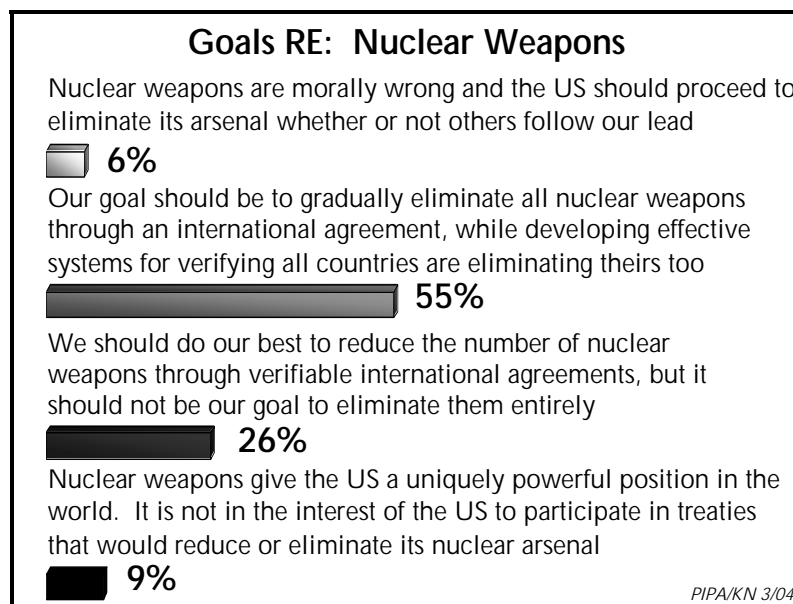 Goals RE: Nuclear Weapons
Nuclear weapons are morally wrong and the US should proceed to
eliminate its arsenal whether or not others follow our lead
6%
Our goal should be to gradually eliminate all nuclear weapons
through an international agreement, while developing effective
systems for verifying all countries are eliminating theirs too
55%
We should do our best to reduce the number of nuclear
weapons through verifiable international agreements, but it
should not be our goal to eliminate them entirely
26%
Nuclear weapons give the US a uniquely powerful position in the
world. It is not in the interest of the US to participate in treaties
that would reduce or eliminate its nuclear arsenal
9%
PIPA/KN 3/04